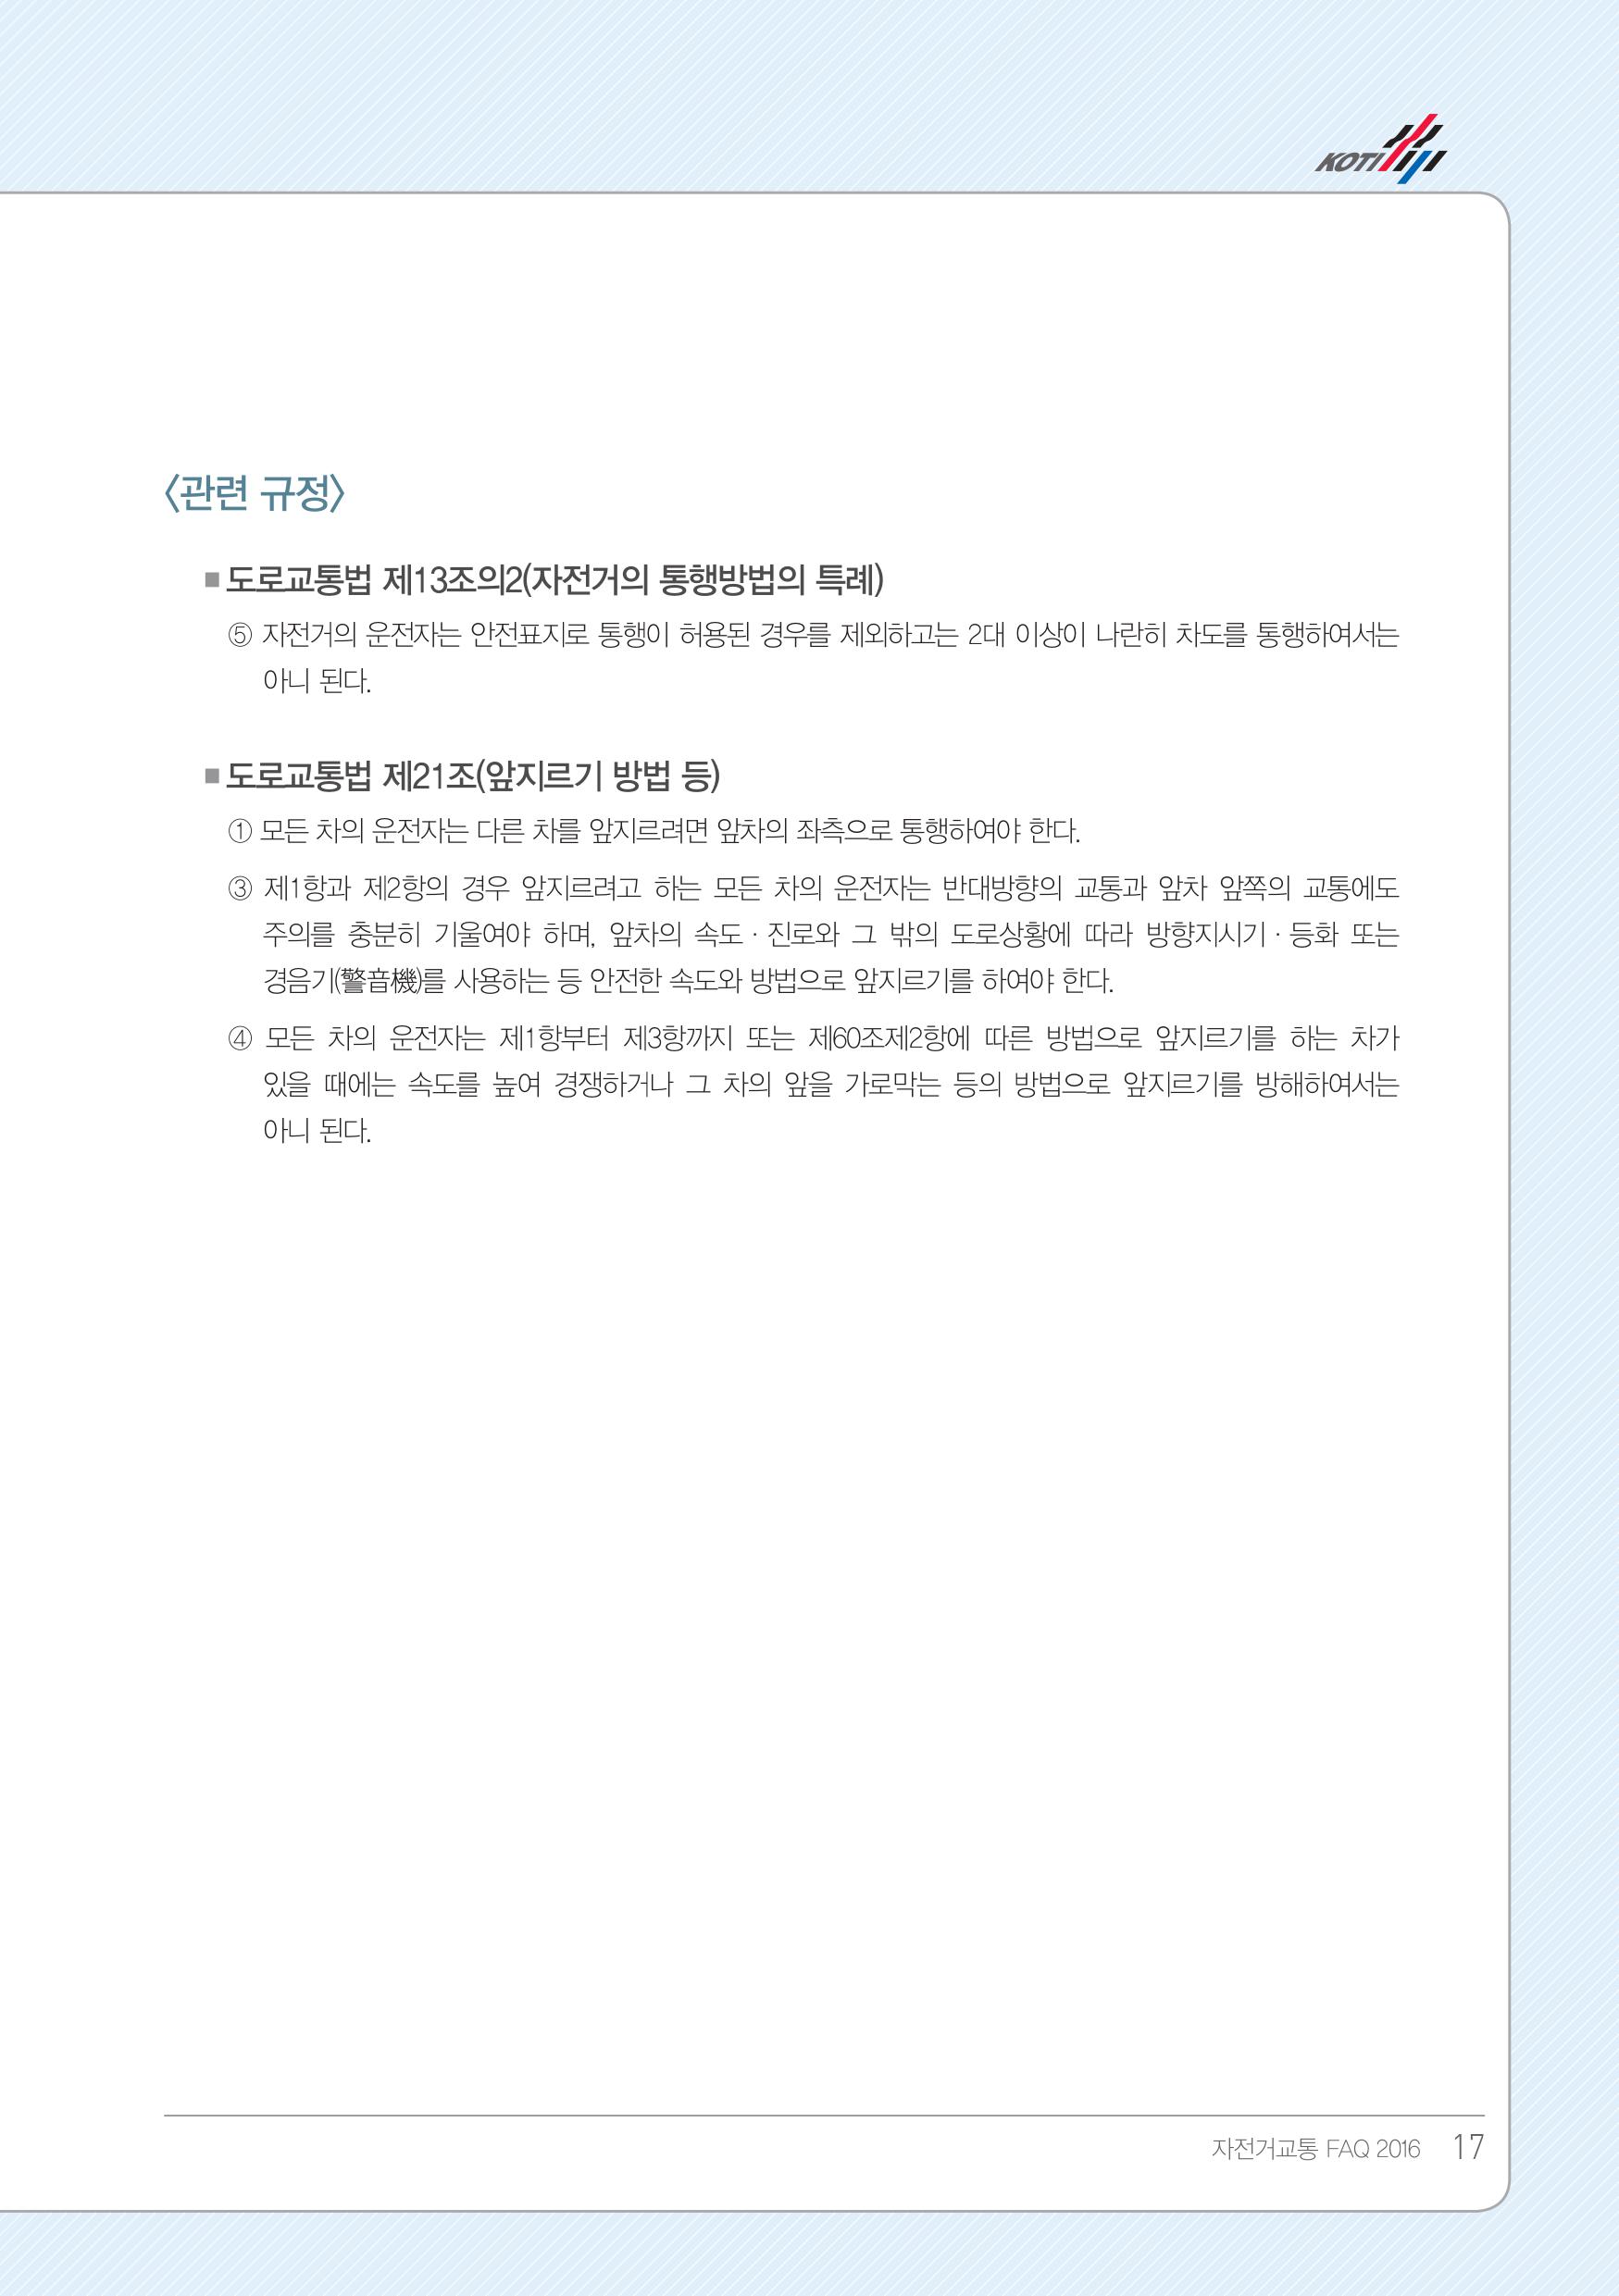 KOTI
〈관련 규정〉
■ 도로교통법 제13조의2(자전거의 통행방법의 특례)
⑤ 자전거의 운전자는 안전표지로 통행이 허용된 경우를 제외하고는 2대 이상이 나란히 차도를 통행하여서는
아니 된다.
■ 도로교통법 제21조(앞지르기 방법 등)
① 모든 차의 운전자는 다른 차를 앞지르려면 앞차의 좌측으로 통행하여야 한다.
③ 제1항과 제2항의 경우 앞지르려고 하는 모든 차의 운전자는 반대방향의 교통과 앞차 앞쪽의 교통에도
주의를 충분히 기울여야 하며, 앞차의 속도 · 진로와 그 밖의 도로상황에 따라 방향지시기 · 등화 또는
경음기(警音機)를 사용하는 등 안전한 속도와 방법으로 앞지르기를 하여야 한다.
④ 모든 차의 운전자는 제1항부터 제3항까지 또는 제60조제2항에 따른 방법으로 앞지르기를 하는 차가
있을 때에는 속도를 높여 경쟁하거나 그 차의 앞을 가로막는 등의 방법으로 앞지르기를 방해하여서는
아니 된다.
자전거교통 FAQ 2016 17